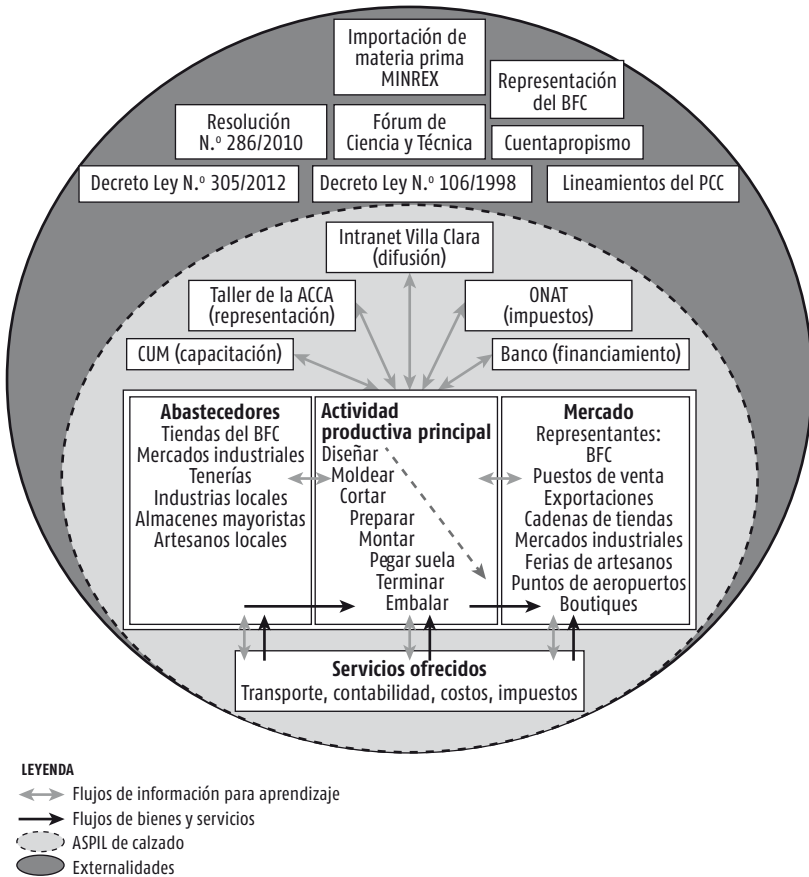 Importación de
materia prima
MINREX
Representación
del BFC
Resolución
N.º 286/2010
Fórum de
Ciencia y Técnica
Cuentapropismo
Decreto Ley N.º 305/2012
Decreto Ley N.º 106/1998
Lineamientos del PCC
Intranet Villa Clara
(difusión)
Taller de la ACCA
(representación)
ONAT
(impuestos)
CUM (capacitación)
Banco (financiamiento)
Abastecedores
Tiendas del BFC
Mercados industriales
Tenerías
Industrias locales
Almacenes mayoristas
Artesanos locales
Actividad
productiva principal
Diseñar
Moldear
Cortar
Preparar
Montar
Pegar suela
Terminar
Embalar
Mercado
Representantes:
BFC
Puestos de venta
Exportaciones
Cadenas de tiendas
Mercados industriales
Ferias de artesanos
Puntos de aeropuertos
Boutiques
Servicios ofrecidos
Transporte, contabilidad, costos, impuestos
LEYENDA
Flujos de información para aprendizaje
Flujos de bienes y servicios
ASPIL de calzado
Externalidades